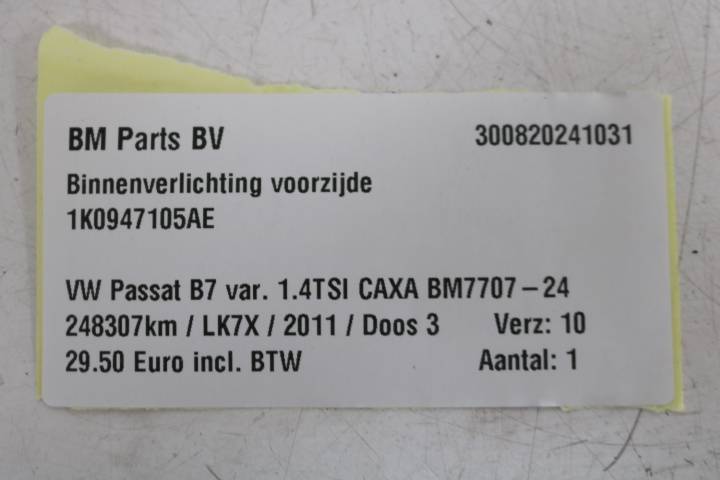 BM Parts BV 300820241031
Binnenverlichting voorzijde
1K0947105AE
VW Passat B7 var. 1.4TSI CAXA BM7707-24
248307km / LK7X / 2011 / Doos 3 Verz: 10
29.50 Euro incl. BTW Aantal: 1